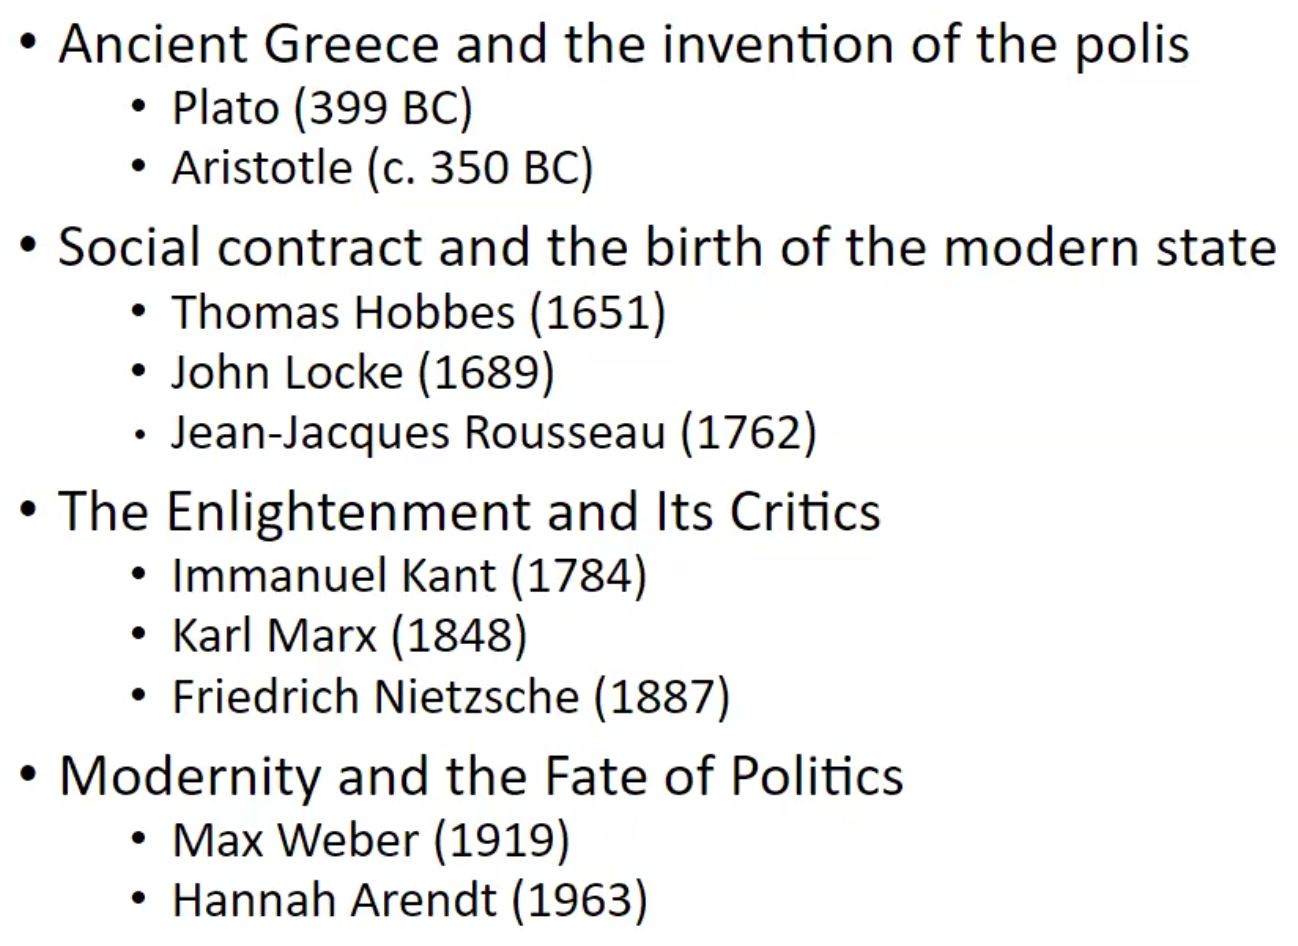 • Ancient Greece and the invention of the polis
• Plato (399 BC)
• Aristotle (c. 350 BC)
• Social contract and the birth of the modern state
• Thomas Hobbes (1651)
• John Locke (1689)
• Jean-Jacques Rousseau (1762)
• The Enlightenment and Its Critics
• Immanuel Kant (1784)
• Karl Marx (1848)
• Friedrich Nietzsche (1887)
• Modernity and the Fate of Politics
• Max Weber (1919)
• Hannah Arendt (1963)